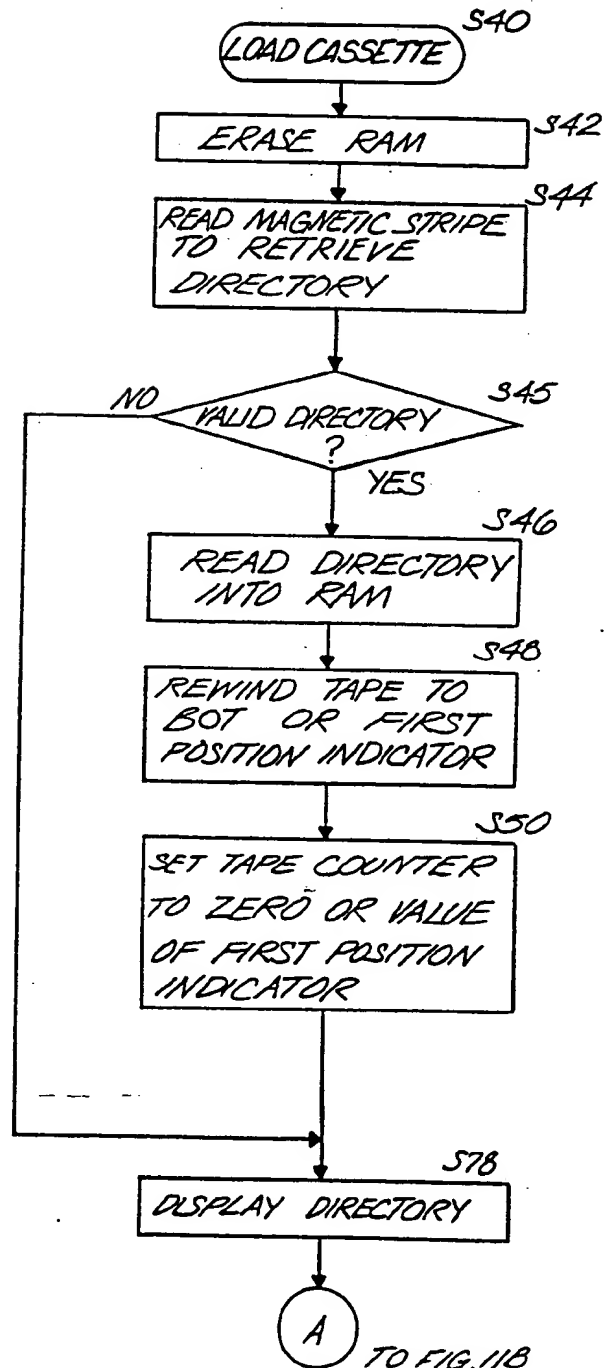 S40
LOAD CASSETTE
S42
ERASE RAM
S44
READ MAGNETIC STRIPE
TO RETRIEVE
DIRECTORY
S45
NO
VALID DIRECTORY
?
YES
S46
READ DIRECTORY
INTO RAM
S48
REWIND TAPE TO
BOT OR FIRST
POSITION INDICATOR
S50
SET TAPE COUNTER
TO ZERO OR VALUE
OF FIRST POSITION
INDICATOR
S78
DISPLAY DIRECTORY
A
TO FIG. 11B